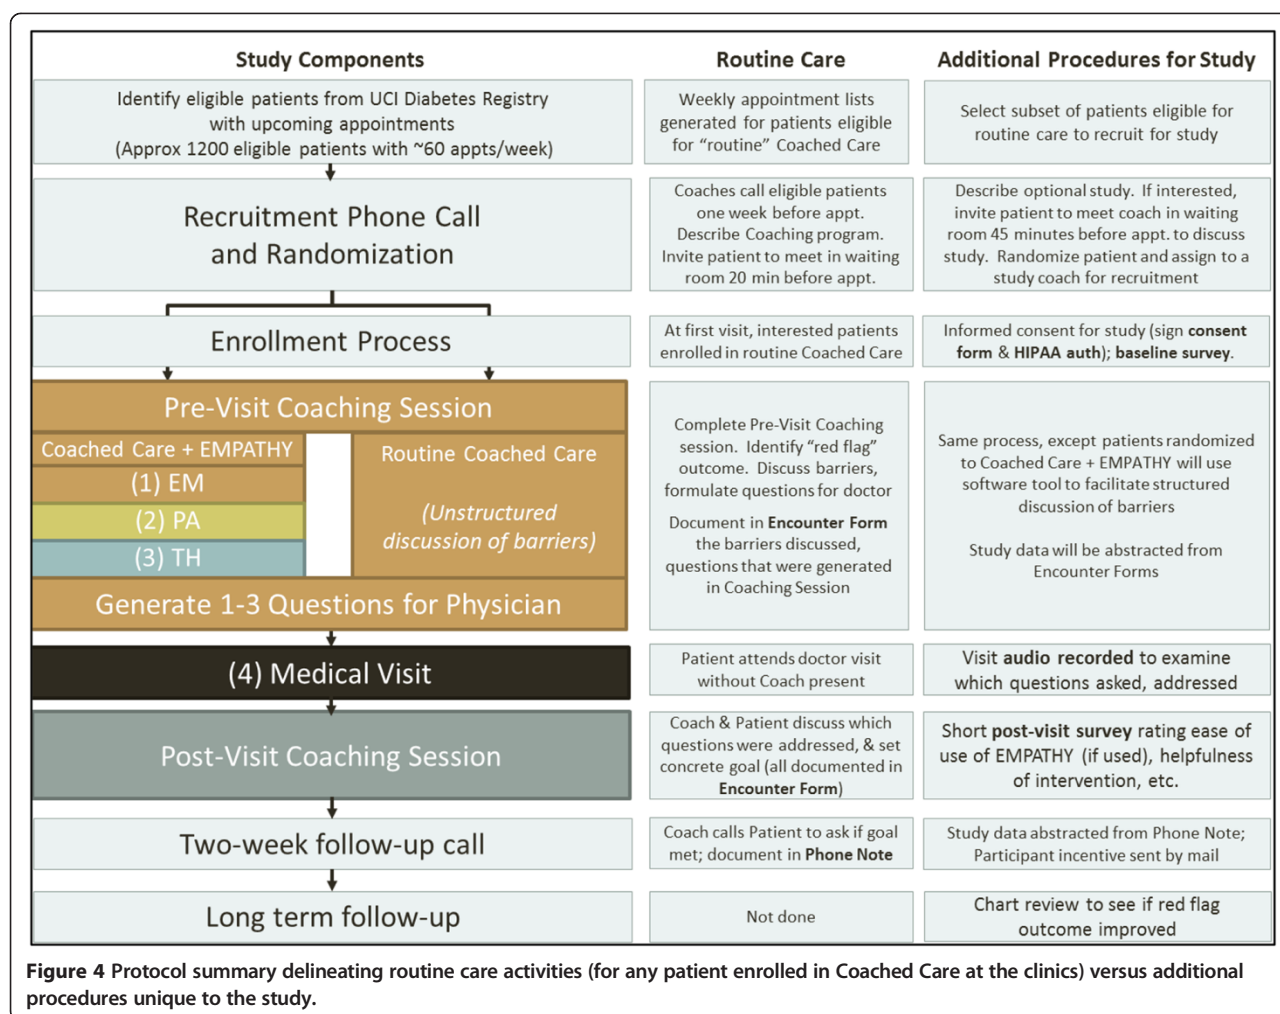 Study Components
Routine Care
Additional Procedures for Study
Identify eligible patients from UCI Diabetes Registry
with upcoming appointments
(Approx 1200 eligible patients with ~60 appts/week)
Weekly appointment lists
generated for patients eligible
for “routine” Coached Care
Select subset of patients eligible for
routine care to recruit for study
Recruitment Phone Call
and Randomization
Coaches call eligible patients
one week before appt.
Describe Coaching program.
Invite patient to meet in waiting
room 20 min before appt.
Describe optional study. If interested,
invite patient to meet coach in waiting
room 45 minutes before appt. to discuss
study. Randomize patient and assign to a
study coach for recruitment
Enrollment Process
At first visit, interested patients
enrolled in routine Coached Care
Informed consent for study (sign consent
form & HIPAA auth); baseline survey.
Pre-Visit Coaching Session
Coached Care + EMPATHY
(1) EM
(2) PA
(3) TH
Routine Coached Care
(Unstructured
discussion of barriers)
Generate 1-3 Questions for Physician
Complete Pre-Visit Coaching
session. Identify “red flag”
outcome. Discuss barriers,
formulate questions for doctor
Document in Encounter Form
the barriers discussed,
questions that were generated
in Coaching Session
Same process, except patients randomized
to Coached Care + EMPATHY will use
software tool to facilitate structured
discussion of barriers
Study data will be abstracted from
Encounter Forms
(4) Medical Visit
Patient attends doctor visit
without Coach present
Visit audio recorded to examine
which questions asked, addressed
Post-Visit Coaching Session
Coach & Patient discuss which
questions were addressed, & set
concrete goal (all documented in
Encounter Form)
Short post-visit survey rating ease of
use of EMPATHY (if used), helpfulness
of intervention, etc.
Two-week follow-up call
Coach calls Patient to ask if goal
met; document in Phone Note
Study data abstracted from Phone Note;
Participant incentive sent by mail
Long term follow-up
Not done
Chart review to see if red flag
outcome improved
Figure 4 Protocol summary delineating routine care activities (for any patient enrolled in Coached Care at the clinics) versus additional
procedures unique to the study.